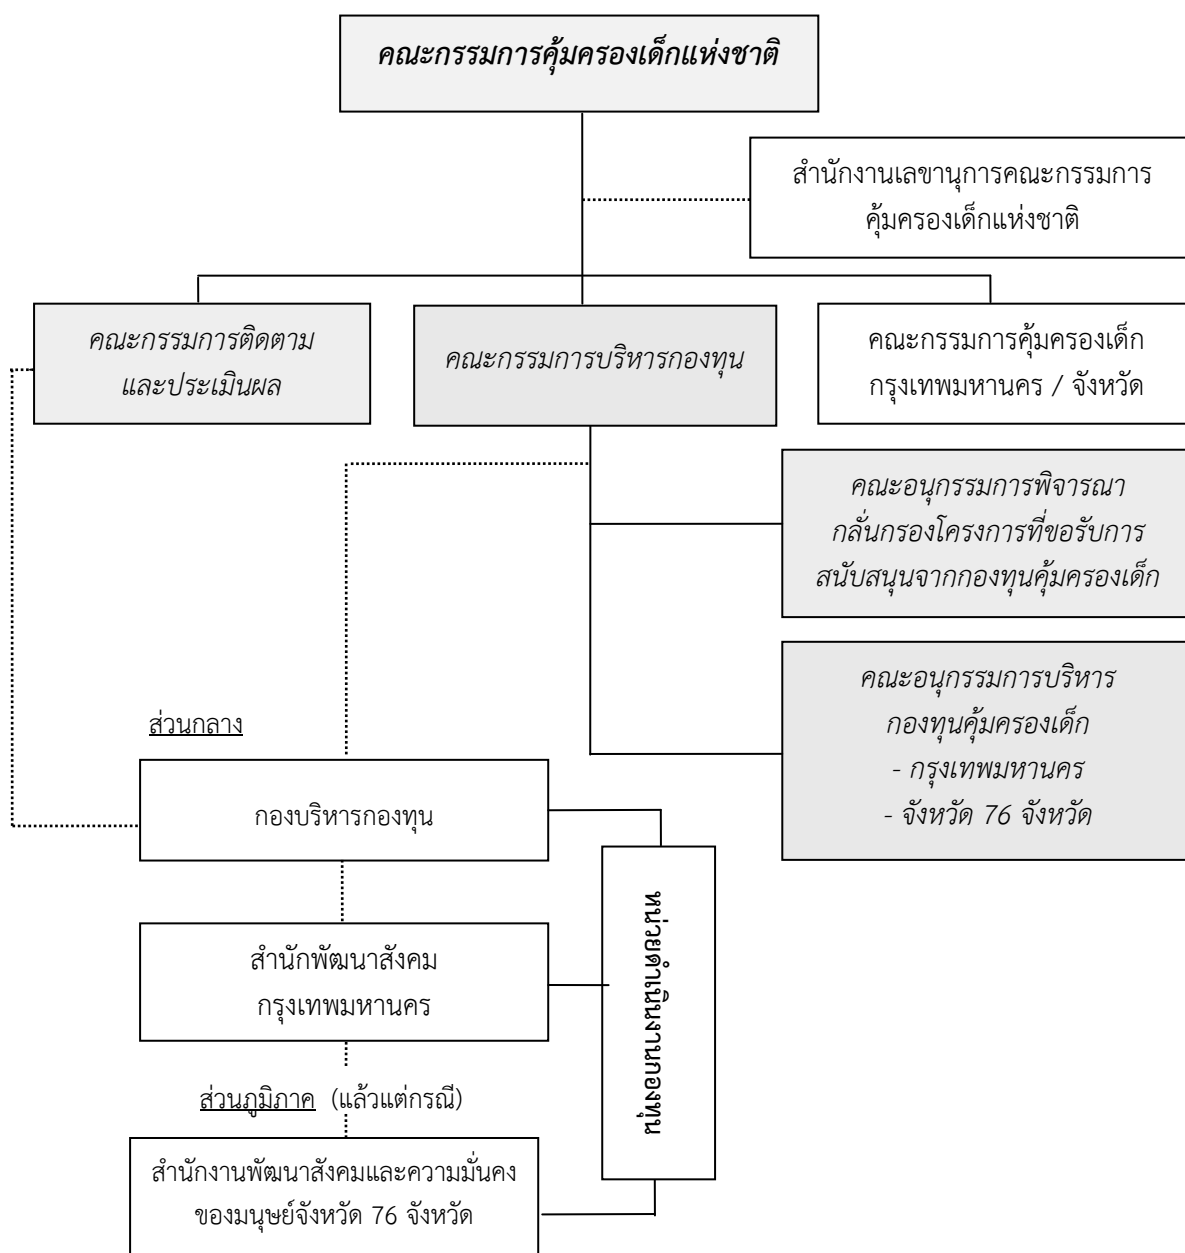 คณะกรรมการคุ้มครองเด็กแห่งชาติ
สำนักงานเลขานุการคณะกรรมการ
คุ้มครองเด็กแห่งชาติ
คณะกรรมการติดตาม
และประเมินผล
คณะกรรมการบริหารกองทุน
คณะกรรมการคุ้มครองเด็ก
กรุงเทพมหานคร / จังหวัด
คณะอนุกรรมการพิจารณา
กลั่นกรองโครงการที่ขอรับการ
สนับสนุนจากกองทุนคุ้มครองเด็ก
คณะอนุกรรมการบริหาร
กองทุนคุ้มครองเด็ก
- กรุงเทพมหานคร
- จังหวัด 76 จังหวัด
ส่วนกลาง
กองบริหารกองทุน
สำนักพัฒนาสังคม
กรุงเทพมหานคร
หน่วยดำเนินงานกองทุน
ส่วนภูมิภาค (แล้วแต่กรณี)
สำนักงานพัฒนาสังคมและความมั่นคง
ของมนุษย์จังหวัด 76 จังหวัด